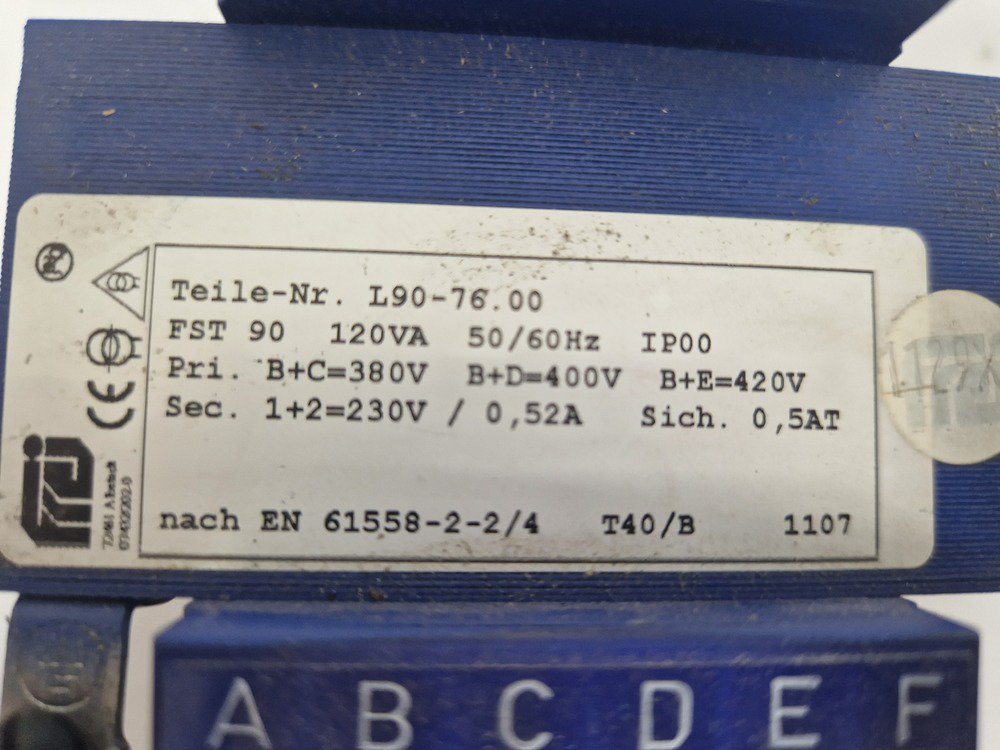 Teile-Nr. L90-76.00
FST 90 120VA 50/60Hz IP00
Pri. B+C=380V B+D=400V B+E=420V
Sec. 1+2=230V / 0,52A Sich. 0,5AT
nach EN 61558-2-2/4 T40/B 1107
CE
A B C D E F